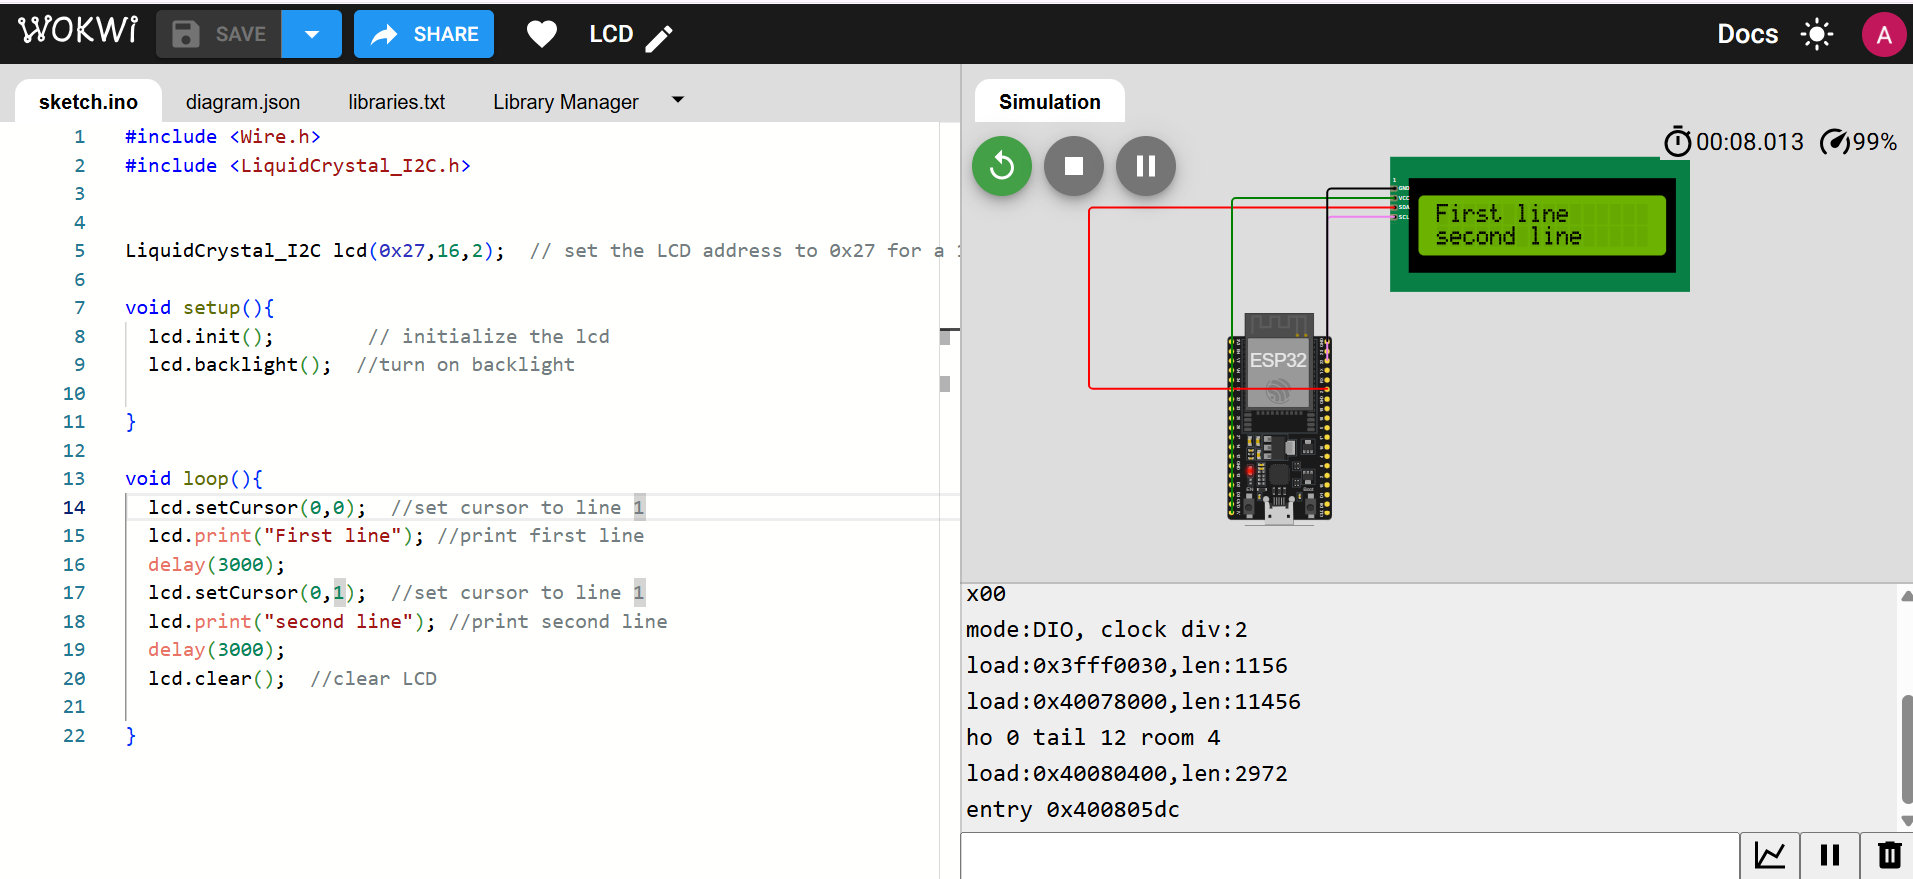 WOKWI SAVE SHARE LCD Docs A
sketch.ino diagram.json libraries.txt Library Manager
1 #include <Wire.h>
2 #include <LiquidCrystal_I2C.h>
3
4
5 LiquidCrystal_I2C lcd(0x27,16,2);  // set the LCD address to 0x27 for a
6
7 void setup(){
8 lcd.init();        // initialize the lcd
9 lcd.backlight();  //turn on backlight
10
11 }
12
13 void loop(){
14 lcd.setCursor(0,0);  //set cursor to line 1
15 lcd.print("First line"); //print first line
16 delay(3000);
17 lcd.setCursor(0,1);  //set cursor to line 1
18 lcd.print("second line"); //print second line
19 delay(3000);
20 lcd.clear();  //clear LCD
21
22 }
Simulation
00:08.013 99%
1
GND
VCC
SDA
SCL
First line
second line
ESP32
x00
mode:DIO, clock div:2
load:0x3fff0030,len:1156
load:0x40078000,len:11456
ho 0 tail 12 room 4
load:0x40080400,len:2972
entry 0x400805dc